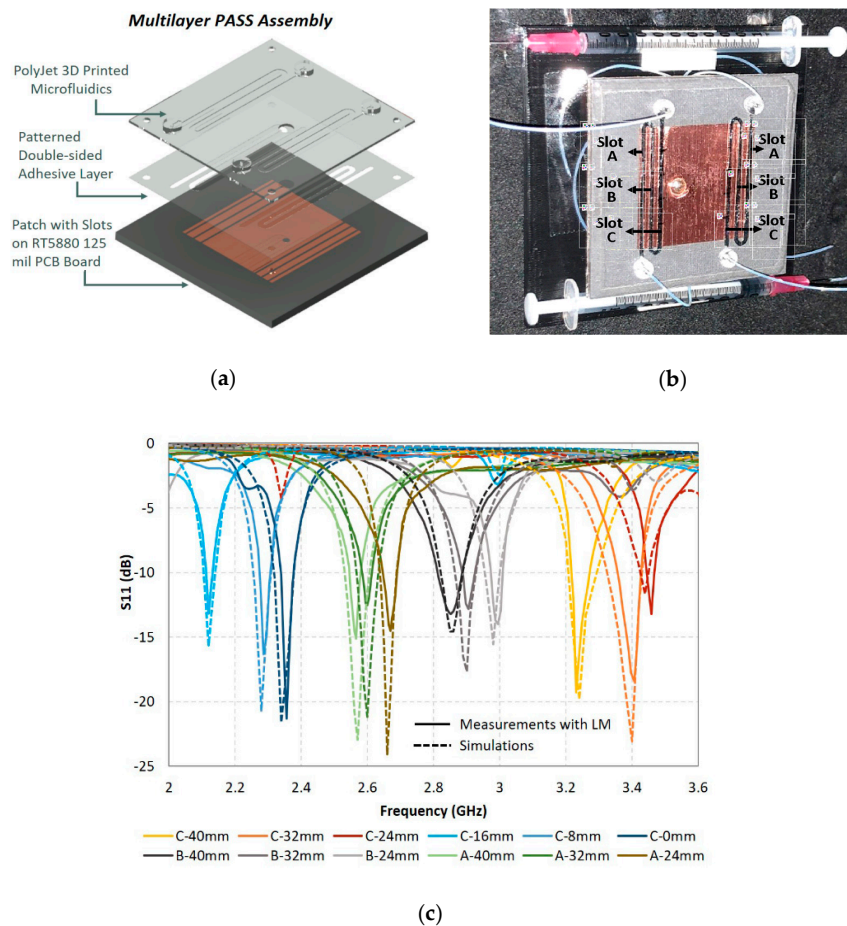 Multilayer PASS Assembly
PolyJet 3D Printed
Microfluidics
Patterned
Double-sided
Adhesive Layer
Patch with Slots
on RT5880 125
mil PCB Board
Slot
A
Slot
B
Slot
C
Slot
A
Slot
B
Slot
C
(a)
(b)
0
-5
-10
-15
-20
-25
S11 (dB)
Measurements with LM
Simulations
2 2.2 2.4 2.6 2.8 3 3.2 3.4 3.6
Frequency (GHz)
C-40mm C-32mm C-24mm C-16mm C-8mm C-0mm
B-40mm B-32mm B-24mm A-40mm A-32mm A-24mm
(c)